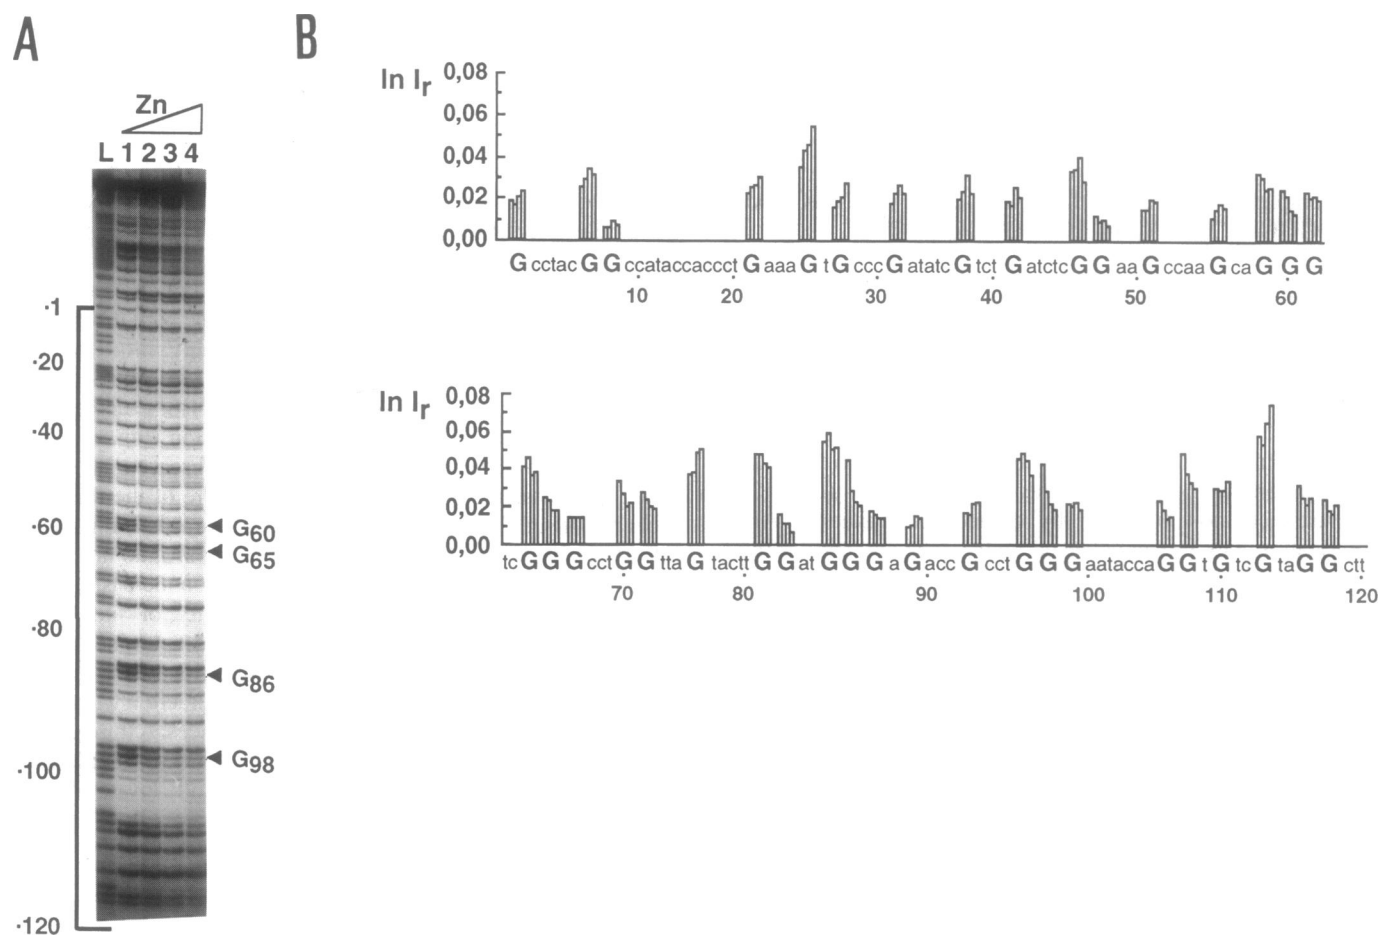 A
B
Zn
L 1 2 3 4
·1
·20
·40
·60
·80
·100
·120
G60
G65
G86
G98
ln Ir
0,08
0,06
0,04
0,02
0,00
G cctac G G ccataccaccct G aaa G t G ccc G atatc G tct G atctc G G aa G ccaa G ca G G G
10 20 30 40 50 60
ln Ir
0,08
0,06
0,04
0,02
0,00
tc G G G cct G G tta G tactt G G at G G G a G acc G cct G G G aatacca G G t G tc G ta G G ctt
70 80 90 100 110 120